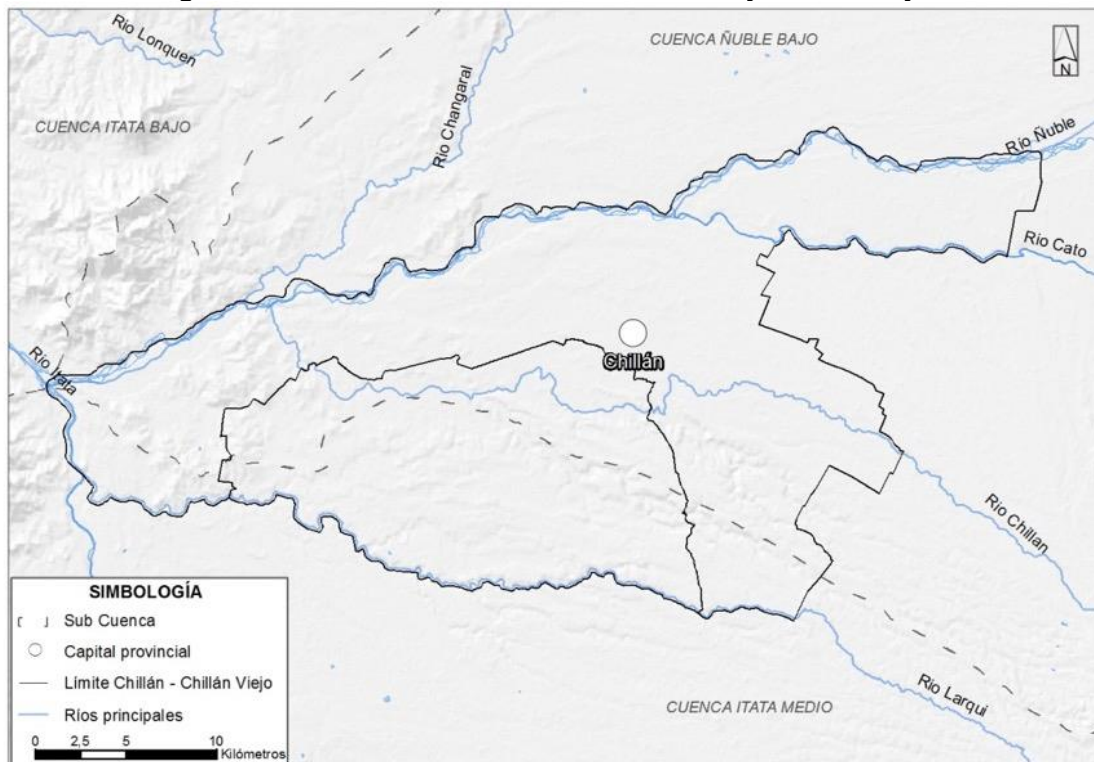 Río Lonquen
CUENCA ÑUBLE BAJO
N
CUENCA ITATA BAJO
Río Changaral
Río Ñuble
Río Cato
Chillán
Río Itata
Río Chillan
Río Larqui
CUENCA ITATA MEDIO
SIMBOLOGÍA
Sub Cuenca
Capital provincial
Límite Chillán - Chillán Viejo
Ríos principales
0 2,5 5 10
Kilómetros